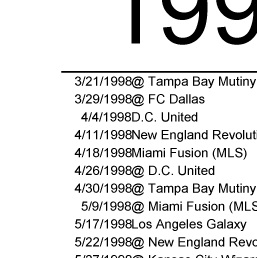 199
3/21/1998@ Tampa Bay Mutiny
3/29/1998@ FC Dallas
4/4/1998D.C. United
4/11/1998New England Revolut
4/18/1998Miami Fusion (MLS)
4/26/1998@ D.C. United
4/30/1998@ Tampa Bay Mutiny
5/9/1998@ Miami Fusion (MLS
5/17/1998Los Angeles Galaxy
5/22/1998@ New England Revo